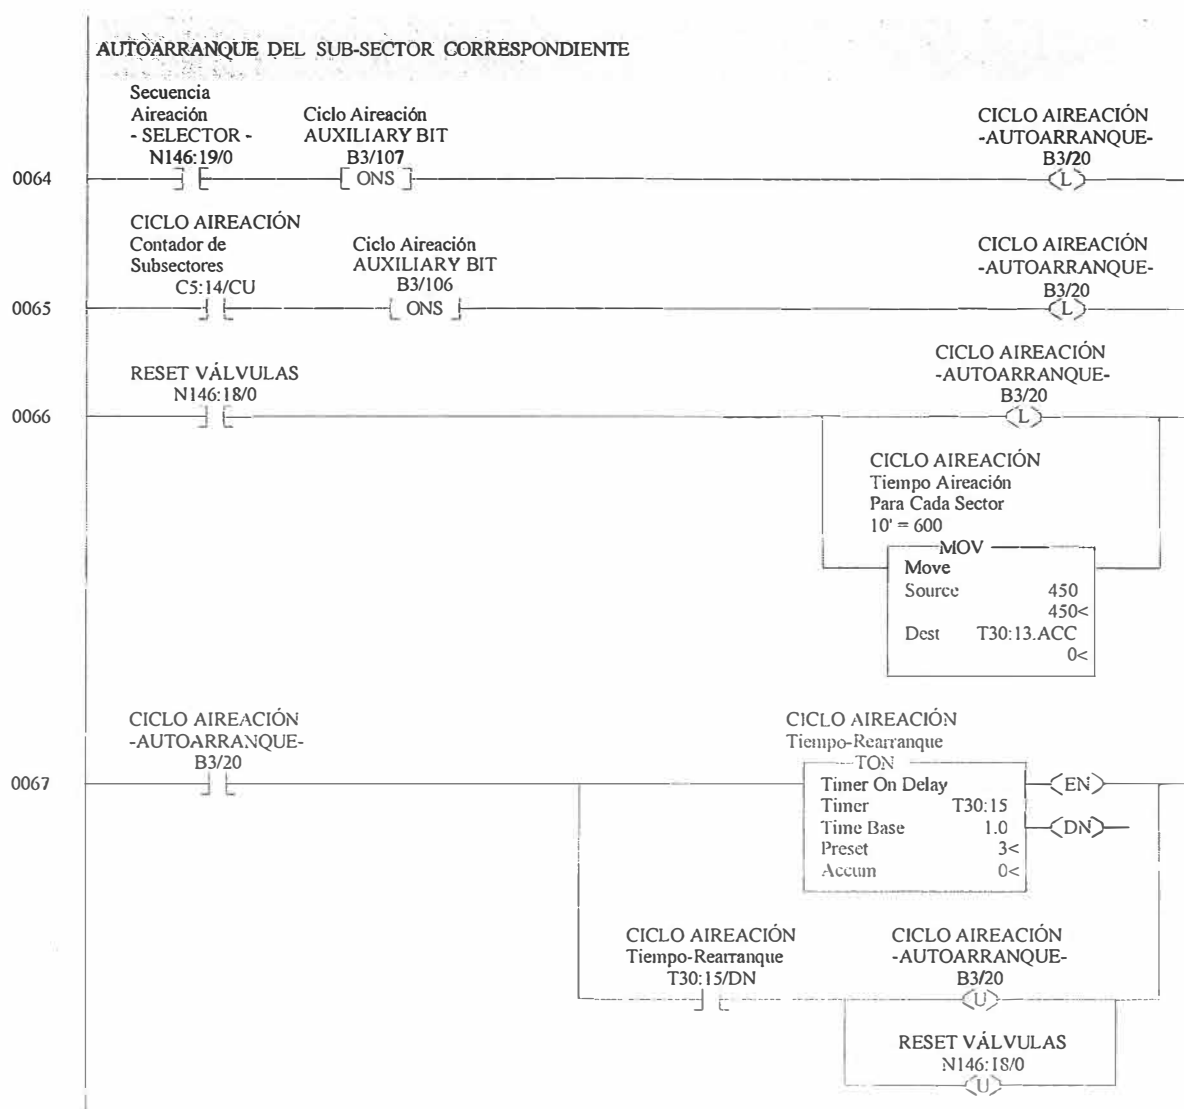 AUTOARRANQUE DEL SUB-SECTOR CORRESPONDIENTE
Secuencia
Aireación
- SELECTOR -
N146:19/0
Ciclo Aireación
AUXILIARY BIT
B3/107
CICLO AIREACIÓN
-AUTOARRANQUE-
B3/20
0064
ONS
L
CICLO AIREACIÓN
Contador de
Subsectores
C5:14/CU
Ciclo Aireación
AUXILIARY BIT
B3/106
CICLO AIREACIÓN
-AUTOARRANQUE-
B3/20
0065
ONS
L
RESET VÁLVULAS
N146:18/0
CICLO AIREACIÓN
-AUTOARRANQUE-
B3/20
0066
L
CICLO AIREACIÓN
Tiempo Aireación
Para Cada Sector
10' = 600
MOV
Move
Source 450
450<
Dest T30:13.ACC
0<
CICLO AIREACIÓN
-AUTOARRANQUE-
B3/20
CICLO AIREACIÓN
Tiempo-Rearranque
TON
0067
Timer On Delay EN
Timer T30:15
Time Base 1.0 DN
Preset 3<
Accum 0<
CICLO AIREACIÓN
Tiempo-Rearranque
T30:15/DN
CICLO AIREACIÓN
-AUTOARRANQUE-
B3/20
U
RESET VÁLVULAS
N146:18/0
U